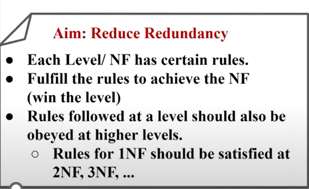 Aim: Reduce Redundancy
● Each Level/ NF has certain rules.
● Fulfill the rules to achieve the NF
(win the level)
● Rules followed at a level should also be
obeyed at higher levels.
○ Rules for 1NF should be satisfied at
2NF, 3NF, ...